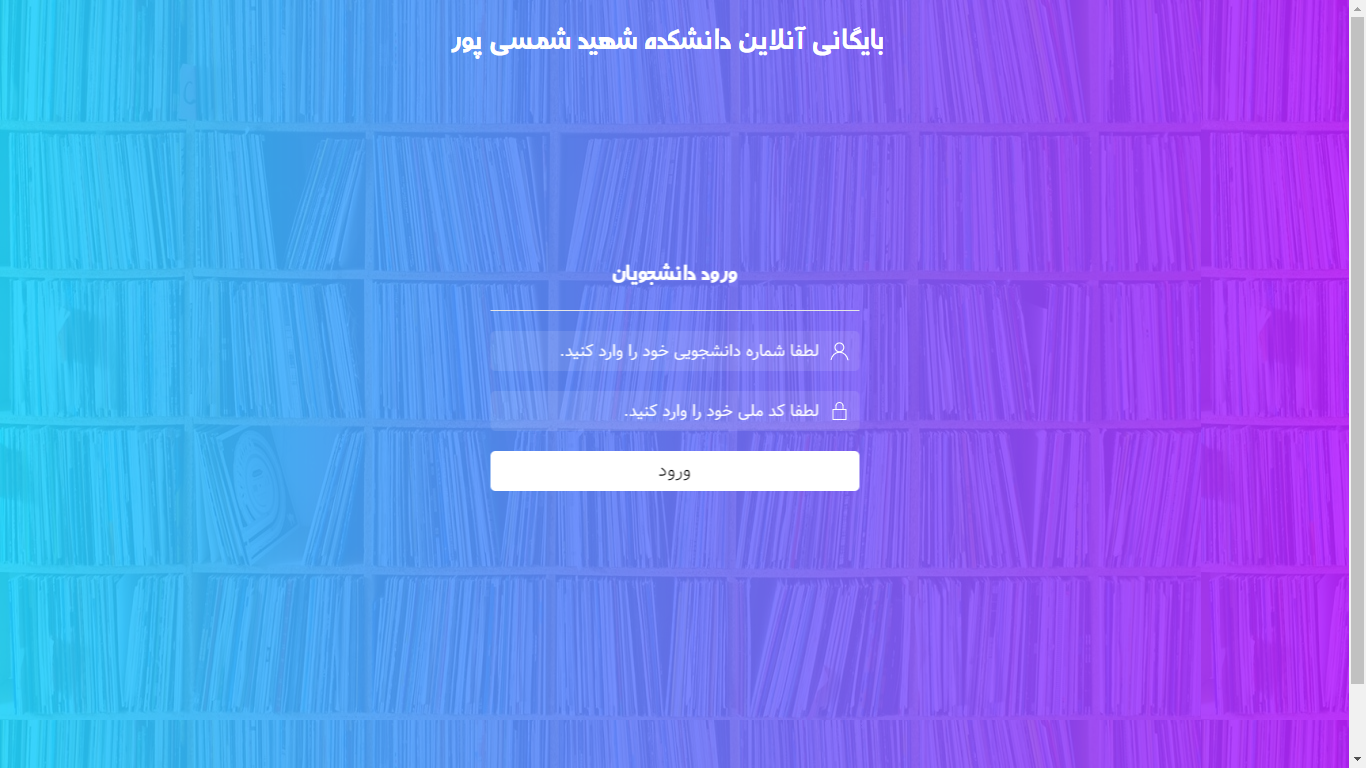 بایگانی آنلاین دانشکده شهید شمسی پور
ورود دانشجویان
لطفا شماره دانشجویی خود را وارد کنید.
لطفا کد ملی خود را وارد کنید.
ورود